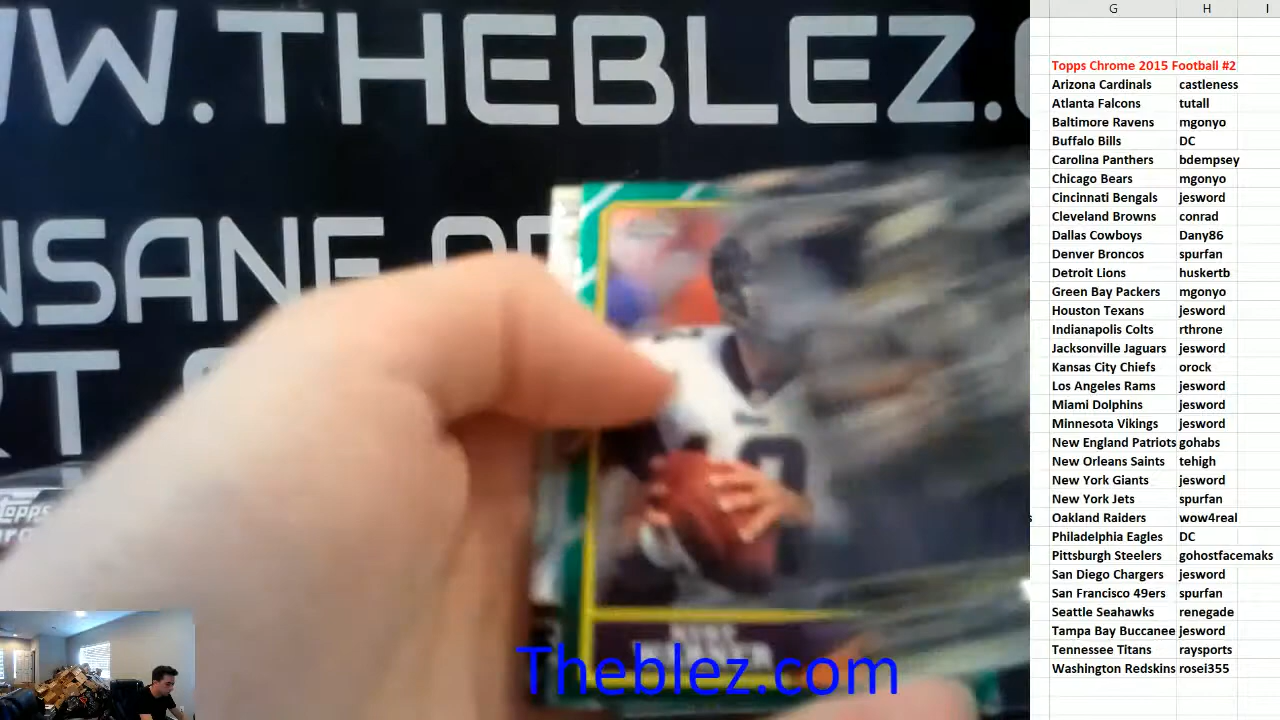 WW.THEBLEZ.C
NSANE
RT
Topps
Theblez.com
G H I
Topps Chrome 2015 Football #2
Arizona Cardinals castleness
Atlanta Falcons tutall
Baltimore Ravens mgonyo
Buffalo Bills DC
Carolina Panthers bdempsey
Chicago Bears mgonyo
Cincinnati Bengals jesword
Cleveland Browns conrad
Dallas Cowboys Dany86
Denver Broncos spurfan
Detroit Lions huskertb
Green Bay Packers mgonyo
Houston Texans jesword
Indianapolis Colts rthrone
Jacksonville Jaguars jesword
Kansas City Chiefs orock
Los Angeles Rams jesword
Miami Dolphins jesword
Minnesota Vikings jesword
New England Patriots gohabs
New Orleans Saints tehigh
New York Giants jesword
New York Jets spurfan
Oakland Raiders wow4real
Philadelphia Eagles DC
Pittsburgh Steelers gohostfacemaks
San Diego Chargers jesword
San Francisco 49ers spurfan
Seattle Seahawks renegade
Tampa Bay Buccanee jesword
Tennessee Titans raysports
Washington Redskins rosei355